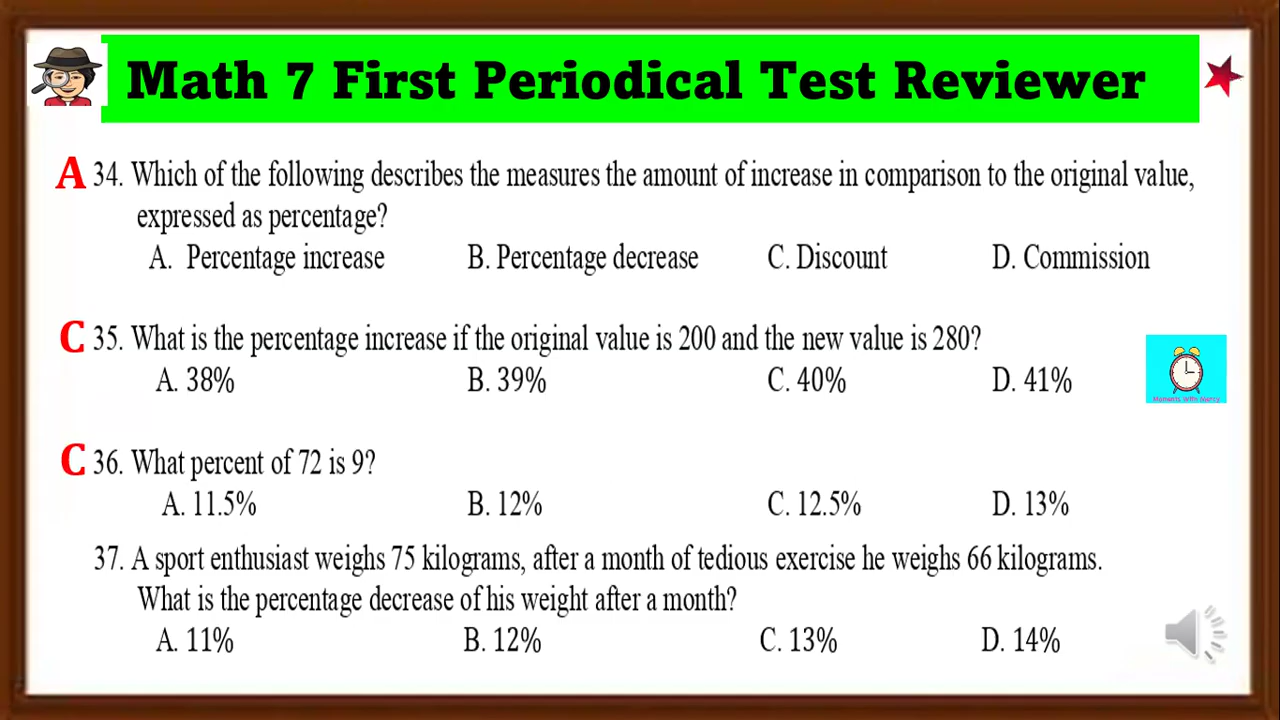 Math 7 First Periodical Test Reviewer
A 34. Which of the following describes the measures the amount of increase in comparison to the original value,
expressed as percentage?
A. Percentage increase B. Percentage decrease C. Discount D. Commission
C 35. What is the percentage increase if the original value is 200 and the new value is 280?
A. 38% B. 39% C. 40% D. 41%
Moments With Mercy
C 36. What percent of 72 is 9?
A. 11.5% B. 12% C. 12.5% D. 13%
37. A sport enthusiast weighs 75 kilograms, after a month of tedious exercise he weighs 66 kilograms.
What is the percentage decrease of his weight after a month?
A. 11% B. 12% C. 13% D. 14%